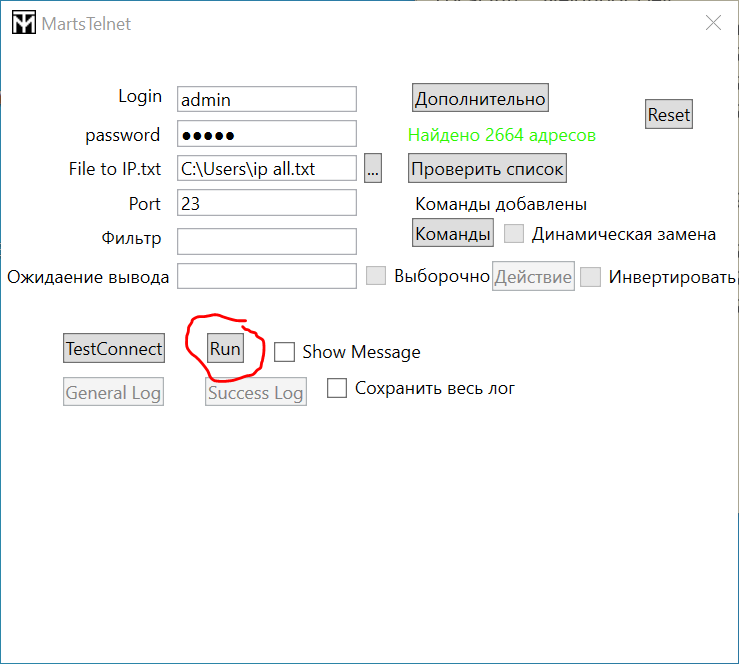 MartsTelnet
Login admin Дополнительно
Reset
password ●●●●● Найдено 2664 адресов
File to IP.txt C:\Users\ip all.txt ... Проверить список
Port 23 Команды добавлены
Фильтр Команды Динамическая замена
Ожидаение вывода Выборочно Действие Инвертировать
TestConnect Run Show Message
General Log Success Log Сохранить весь лог